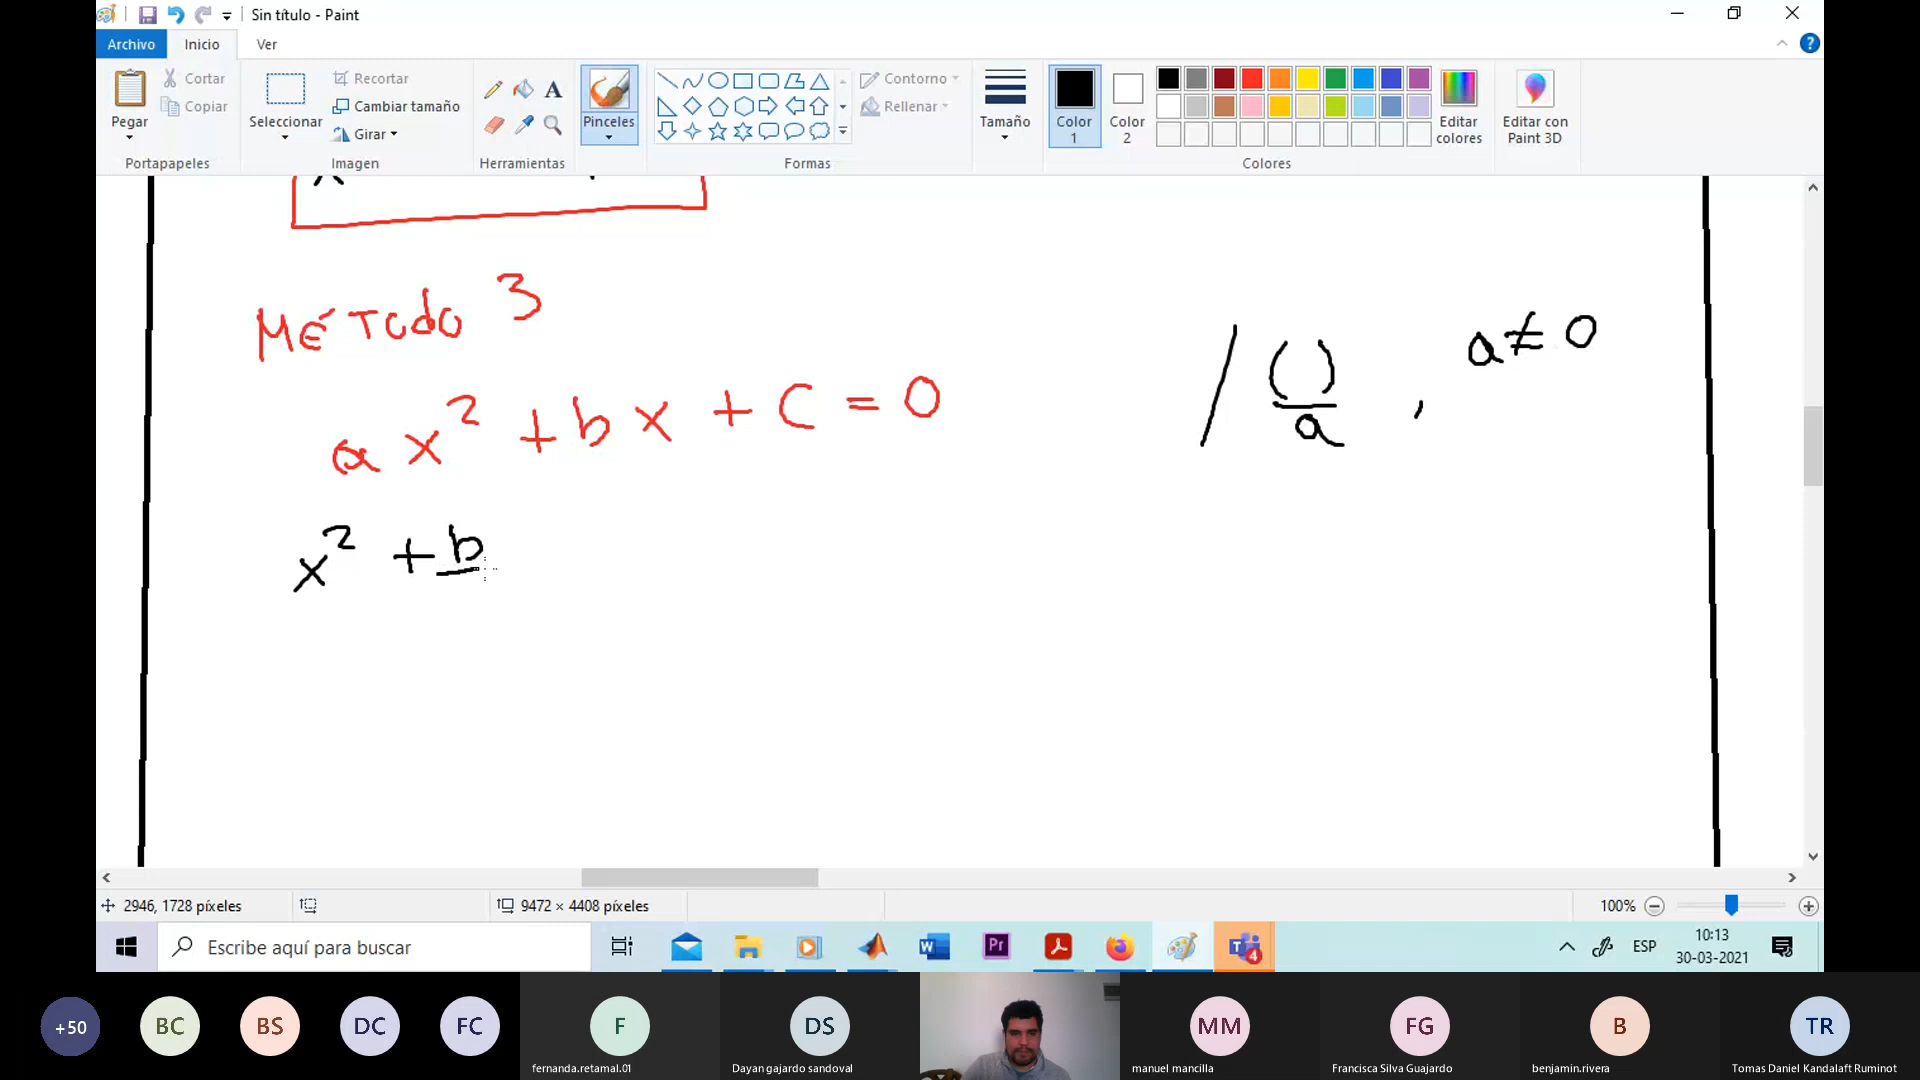 Sin título - Paint
Archivo Inicio Ver
Pegar Cortar Copiar Portapapeles
Seleccionar Recortar Cambiar tamaño Girar Imagen
Herramientas
Pinceles
Contorno Rellenar Formas
Tamaño
Color 1 Color 2 Editar colores Colores
Editar con Paint 3D
MÉTodo 3
a x² + b x + C = 0
/ ( ) / a , a ≠ 0
x² + b
2946, 1728 píxeles
9472 × 4408 píxeles
100%
Escribe aquí para buscar
Pr
4
ESP
10:13
30-03-2021
+50 BC BS DC FC F DS MM FG B TR
fernanda.retamal.01 Dayan gajardo sandoval manuel mancilla Francisca Silva Guajardo benjamin.rivera Tomas Daniel Kandalaft Ruminot